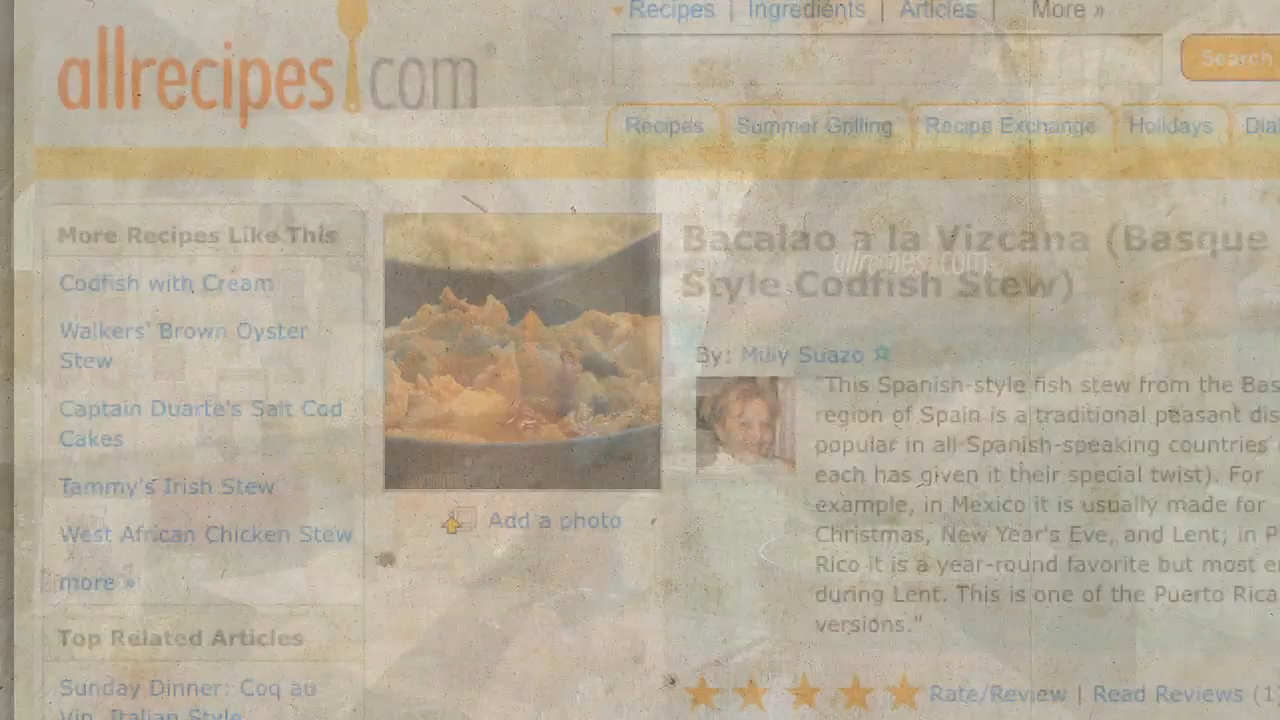 Recipes | Ingredients | Articles | More »
allrecipes.com
Search
Recipes
Summer Grilling
Recipe Exchange
Holidays
More Recipes Like This
Codfish with Cream
Walkers' Brown Oyster
Stew
Captain Duarte's Salt Cod
Cakes
Tammy's Irish Stew
West African Chicken Stew
more »
Top Related Articles
Sunday Dinner: Coq au
Vin, Italian Style
Add a photo
Bacalao a la Vizcana (Basque
Style Codfish Stew)
allrecipes.com
By: Milly Suazo
"This Spanish-style fish stew from the
region of Spain is a traditional peasant
popular in all Spanish-speaking countries
each has given it their special twist). For
example, in Mexico it is usually made for
Christmas, New Year's Eve, and Lent; in
Rico it is a year-round favorite but most
during Lent. This is one of the Puerto
versions."
Rate/Review | Read Reviews